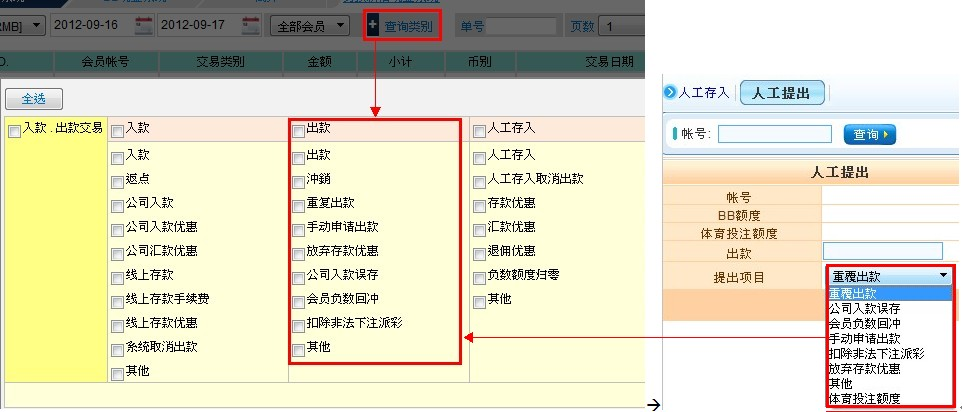 RMB] 2012-09-16 2012-09-17 全部会员 + 查询类别 单号 页数 1
会员帐号 交易类别 金额 小计 币别 交易日期
全选
入款 . 出款交易 入款 出款 人工存入
入款 出款 人工存入
返点 沖銷 人工存入取消出款
公司入款 重复出款 存款优惠
公司入款优惠 手动申请出款 汇款优惠
公司汇款优惠 放弃存款优惠 退佣优惠
线上存款 公司入款误存 负数额度归零
线上存款手续费 会员负数回冲 其他
线上存款优惠 扣除非法下注派彩
系统取消出款 其他
其他
→
人工存入 人工提出
帐号: 查询
人工提出
帐号
BB额度
体育投注额度
出款
提出项目 重覆出款
重覆出款
公司入款误存
会员负数回冲
手动申请出款
扣除非法下注派彩
放弃存款优惠
其他
体育投注额度